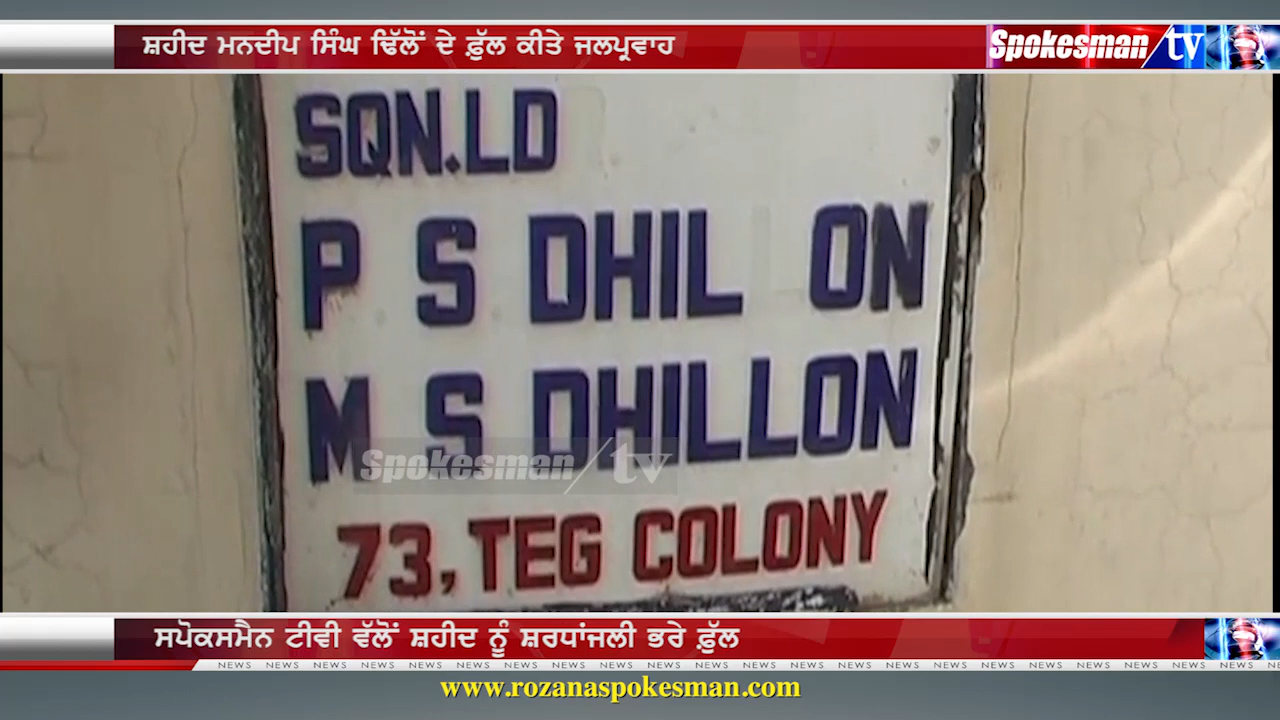 ਸ਼ਹੀਦ ਮਨਦੀਪ ਸਿੰਘ ਢਿੱਲੋਂ ਦੇ ਫ਼ੁੱਲ ਕੀਤੇ ਜਲਪ੍ਰਵਾਹ
Spokesman/tv
SQN.LD
P S DHIL ON
M S DHILLON
Spokesman/tv
73, TEG COLONY
ਸਪੋਕਸਮੈਨ ਟੀਵੀ ਵੱਲੋਂ ਸ਼ਹੀਦ ਨੂੰ ਸ਼ਰਧਾਂਜਲੀ ਭਰੇ ਫ਼ੁੱਲ
NEWS NEWS NEWS NEWS NEWS NEWS NEWS NEWS NEWS NEWS NEWS NEWS NEWS NEWS NEWS NEWS NEWS NEWS NEWS NEWS NEWS NEWS
www.rozanaspokesman.com